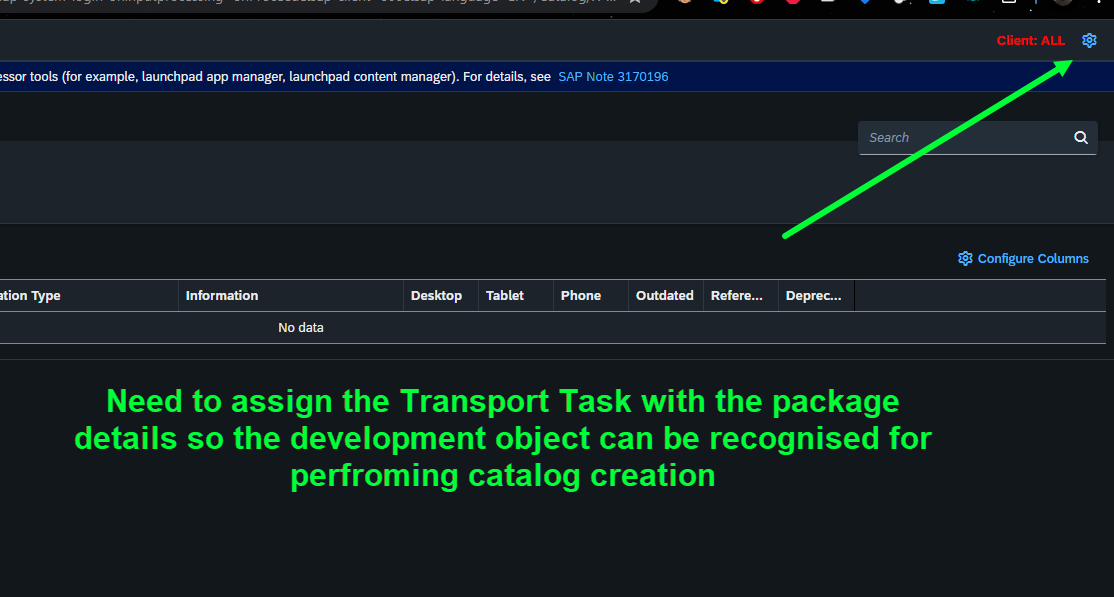 Client: ALL
essor tools (for example, launchpad app manager, launchpad content manager). For details, see SAP Note 3170196
Search
Configure Columns
ation Type Information Desktop Tablet Phone Outdated Refere... Deprec...
No data
Need to assign the Transport Task with the package
details so the development object can be recognised for
perfroming catalog creation